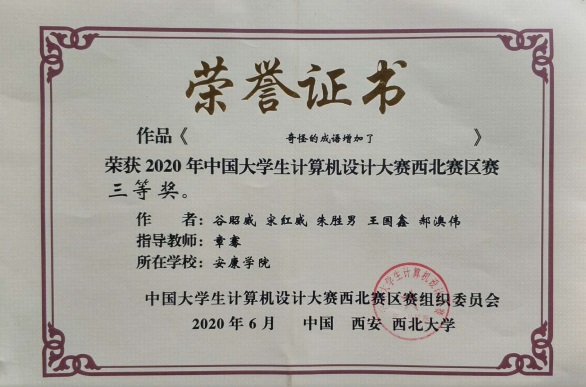 荣誉证书
作品《 奇怪的成语增加了 》
荣获2020年中国大学生计算机设计大赛西北赛区赛
三等奖。
作 者：谷昭威 宋红威 朱胜男 王国鑫 郝澳伟
指导教师：章骞
所在学校：安康学院
中国大学生计算机设计大赛西北赛区赛组织委员会
2020年6月 中国 西安 西北大学